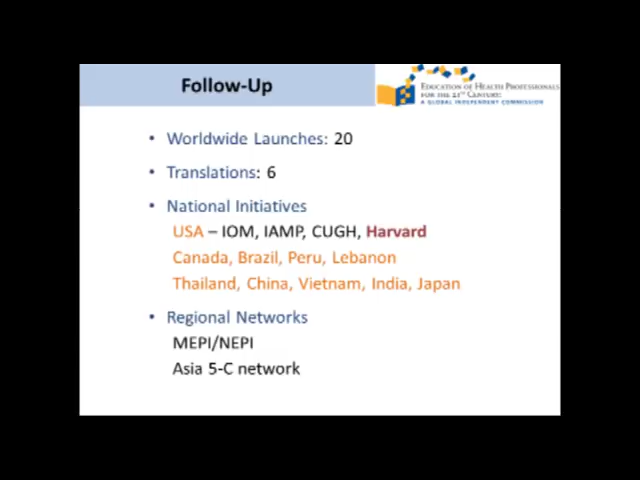 Follow-Up
EDUCATION OF HEALTH PROFESSIONALS
FOR THE 21ST CENTURY:
A GLOBAL INDEPENDENT COMMISSION
• Worldwide Launches: 20
• Translations: 6
• National Initiatives
USA – IOM, IAMP, CUGH, Harvard
Canada, Brazil, Peru, Lebanon
Thailand, China, Vietnam, India, Japan
• Regional Networks
MEPI/NEPI
Asia 5-C network